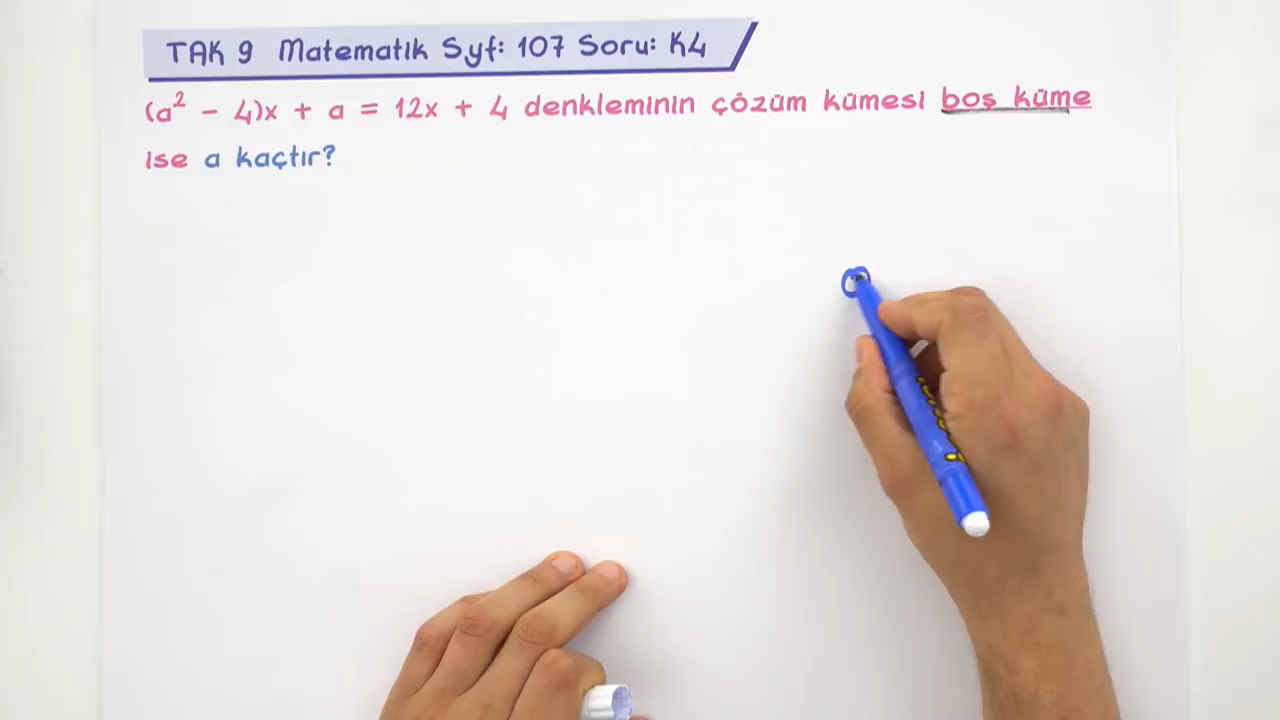 TAK 9 Matematik Syf: 107 Soru: K4
(a² - 4)x + a = 12x + 4 denkleminin çözüm kümesi boş küme
ise a kaçtır?